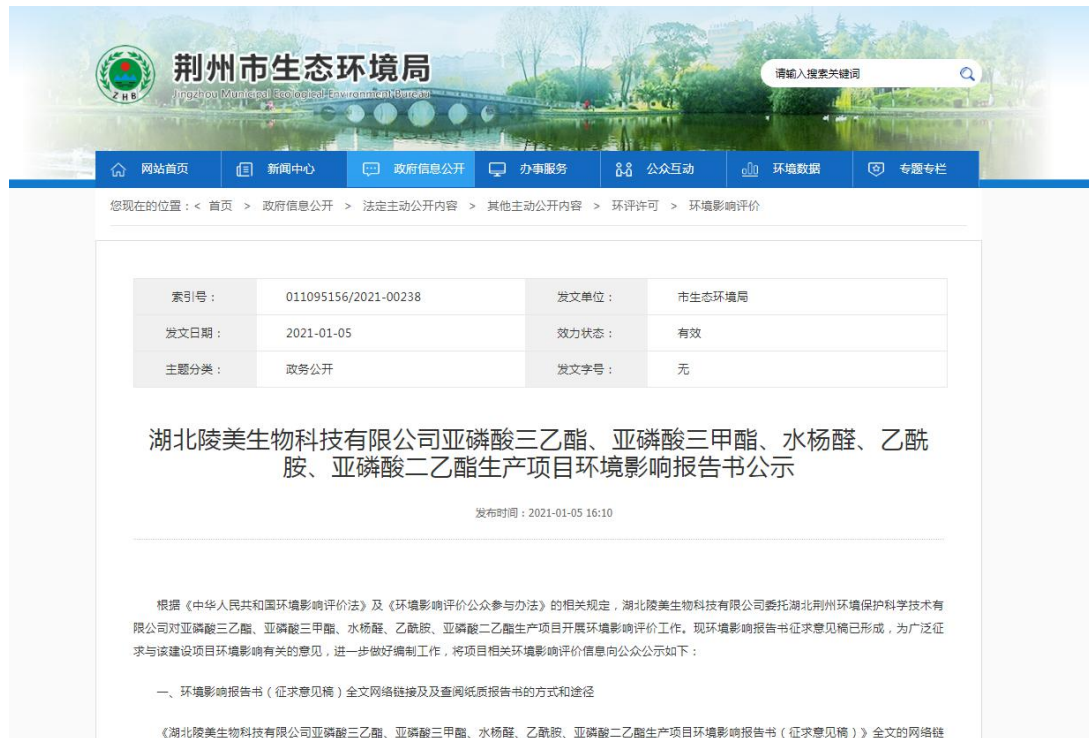 荆州市生态环境局
Jingzhou Municipal Ecological Environment Bureau
ZHB
请输入搜索关键词
网站首页 新闻中心 政府信息公开 办事服务 公众互动 环境数据 专题专栏
您现在的位置：< 首页 > 政府信息公开 > 法定主动公开内容 > 其他主动公开内容 > 环评许可 > 环境影响评价
索引号： 011095156/2021-00238 发文单位： 市生态环境局
发文日期： 2021-01-05 效力状态： 有效
主题分类： 政务公开 发文字号： 无
湖北陵美生物科技有限公司亚磷酸三乙酯、亚磷酸三甲酯、水杨醛、乙酰
胺、亚磷酸二乙酯生产项目环境影响报告书公示
发布时间：2021-01-05 16:10
根据《中华人民共和国环境影响评价法》及《环境影响评价公众参与办法》的相关规定，湖北陵美生物科技有限公司委托湖北荆州环境保护科学技术有
限公司对亚磷酸三乙酯、亚磷酸三甲酯、水杨醛、乙酰胺、亚磷酸二乙酯生产项目开展环境影响评价工作。现环境影响报告书征求意见稿已形成，为广泛征
求与该建设项目环境影响有关的意见，进一步做好编制工作，将项目相关环境影响评价信息向公众公示如下：
一、环境影响报告书（征求意见稿）全文网络链接及及查阅纸质报告书的方式和途径
《湖北陵美生物科技有限公司亚磷酸三乙酯、亚磷酸三甲酯、水杨醛、乙酰胺、亚磷酸二乙酯生产项目环境影响报告书（征求意见稿）》全文的网络链